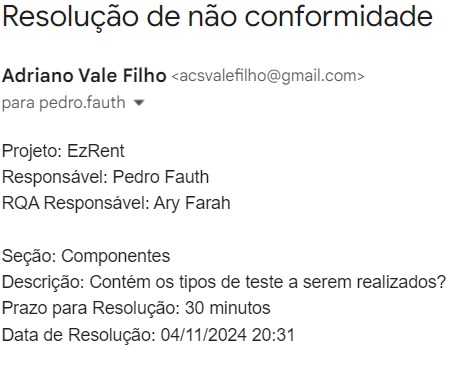 Resolução de não conformidade
Adriano Vale Filho <acsvalefilho@gmail.com>
para pedro.fauth
Projeto: EzRent
Responsável: Pedro Fauth
RQA Responsável: Ary Farah
Seção: Componentes
Descrição: Contém os tipos de teste a serem realizados?
Prazo para Resolução: 30 minutos
Data de Resolução: 04/11/2024 20:31